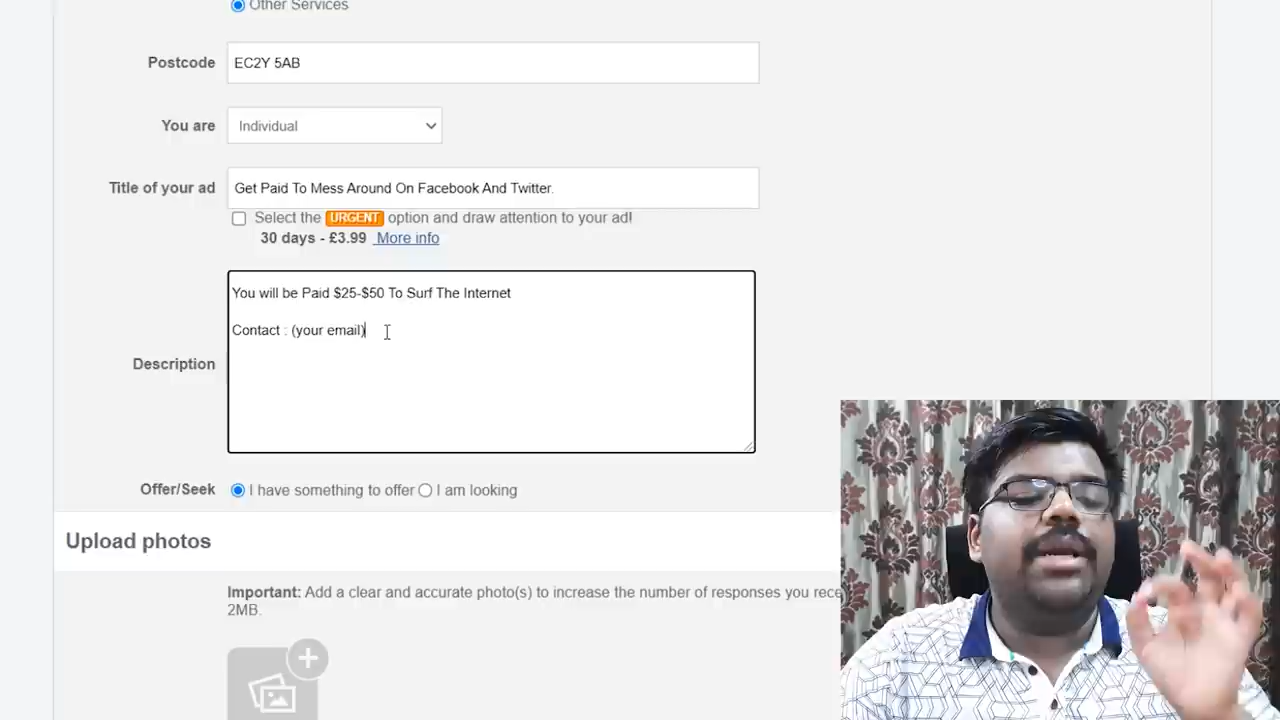 Other Services
Postcode
EC2Y 5AB
You are
Individual
Title of your ad
Get Paid To Mess Around On Facebook And Twitter.
Select the URGENT option and draw attention to your ad!
30 days - £3.99 More info
You will be Paid $25-$50 To Surf The Internet
Contact : (your email)
Description
Offer/Seek
I have something to offer
I am looking
Upload photos
Important: Add a clear and accurate photo(s) to increase the number of responses you
2MB.